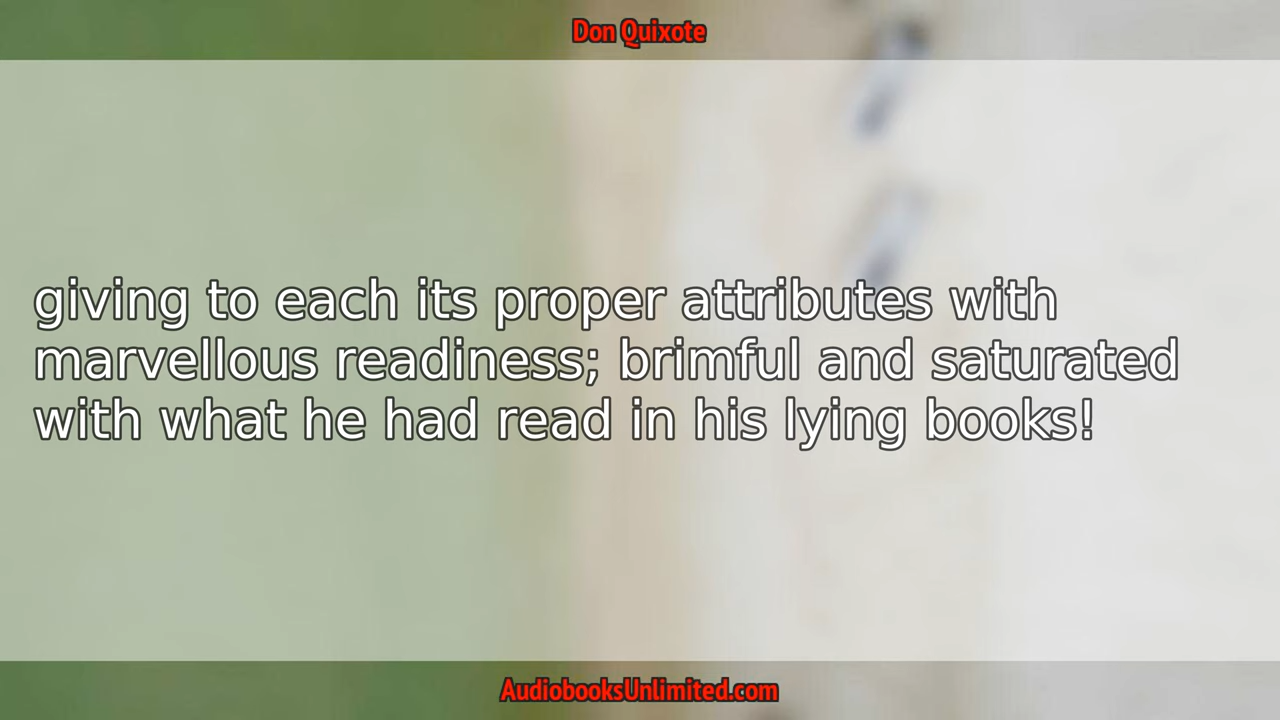 Don Quixote
giving to each its proper attributes with
marvellous readiness; brimful and saturated
with what he had read in his lying books!
AudiobooksUnlimited.com